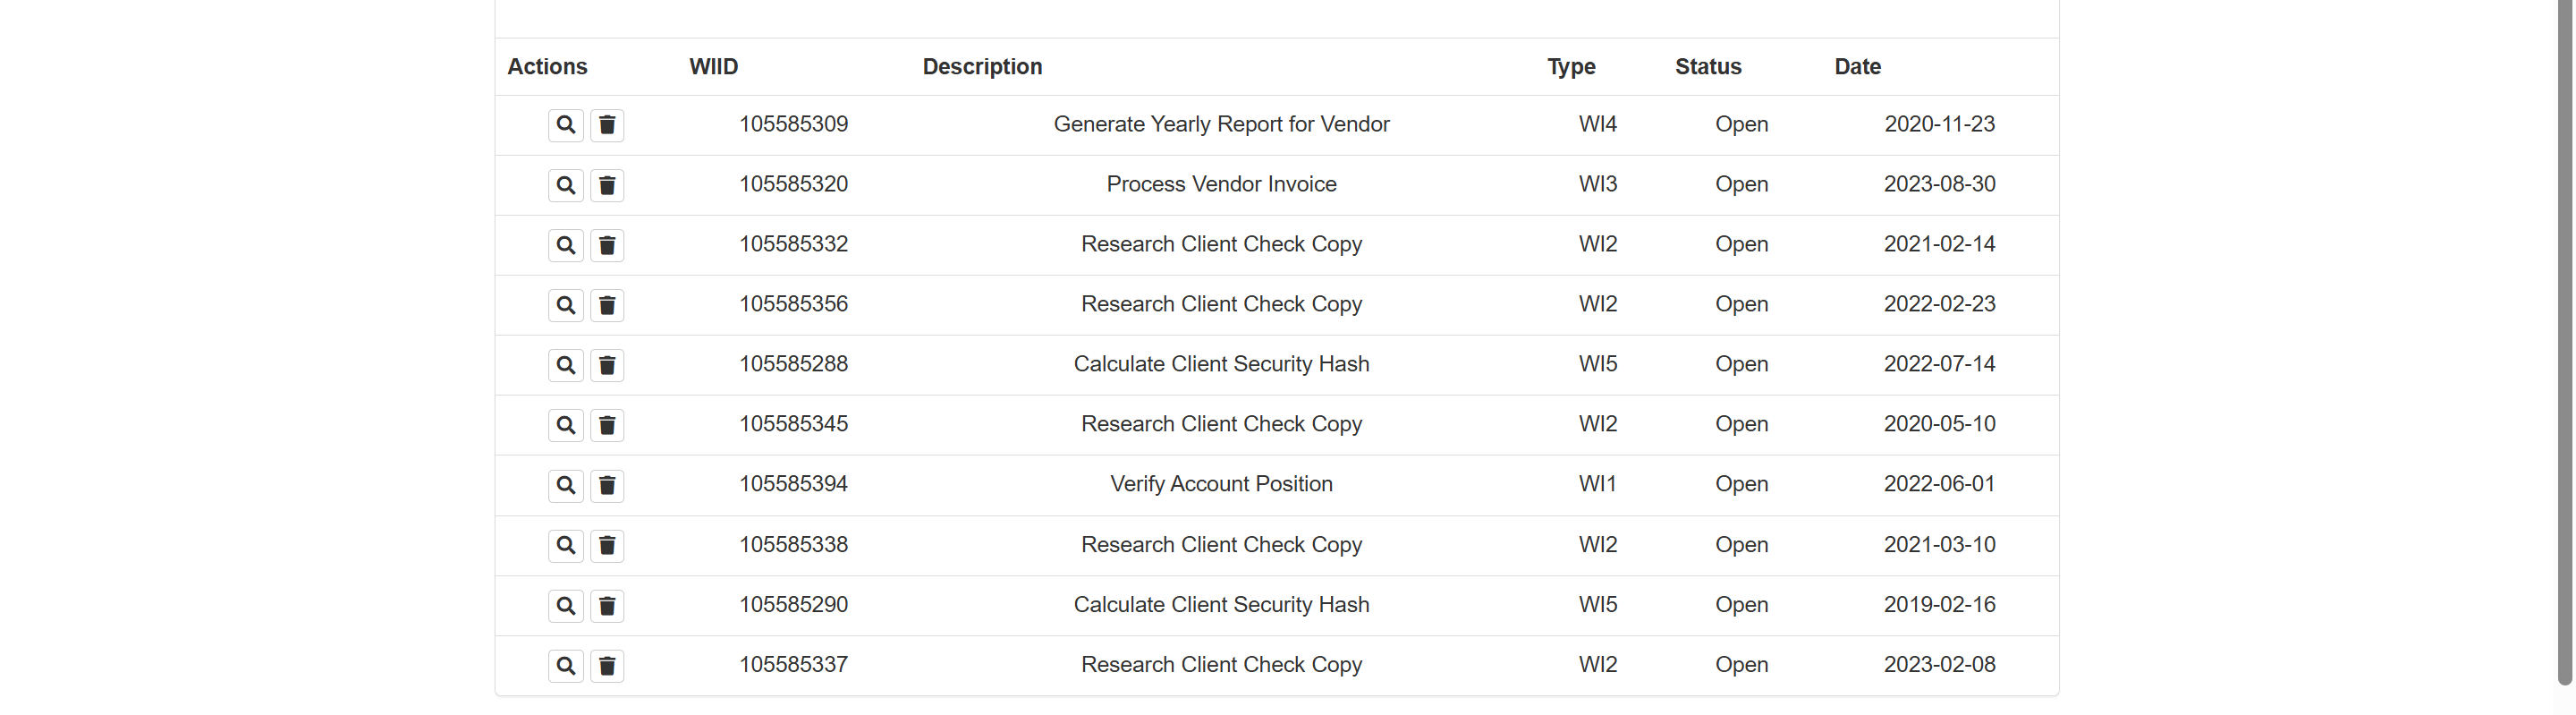 Actions WIID Description Type Status Date
105585309 Generate Yearly Report for Vendor WI4 Open 2020-11-23
105585320 Process Vendor Invoice WI3 Open 2023-08-30
105585332 Research Client Check Copy WI2 Open 2021-02-14
105585356 Research Client Check Copy WI2 Open 2022-02-23
105585288 Calculate Client Security Hash WI5 Open 2022-07-14
105585345 Research Client Check Copy WI2 Open 2020-05-10
105585394 Verify Account Position WI1 Open 2022-06-01
105585338 Research Client Check Copy WI2 Open 2021-03-10
105585290 Calculate Client Security Hash WI5 Open 2019-02-16
105585337 Research Client Check Copy WI2 Open 2023-02-08